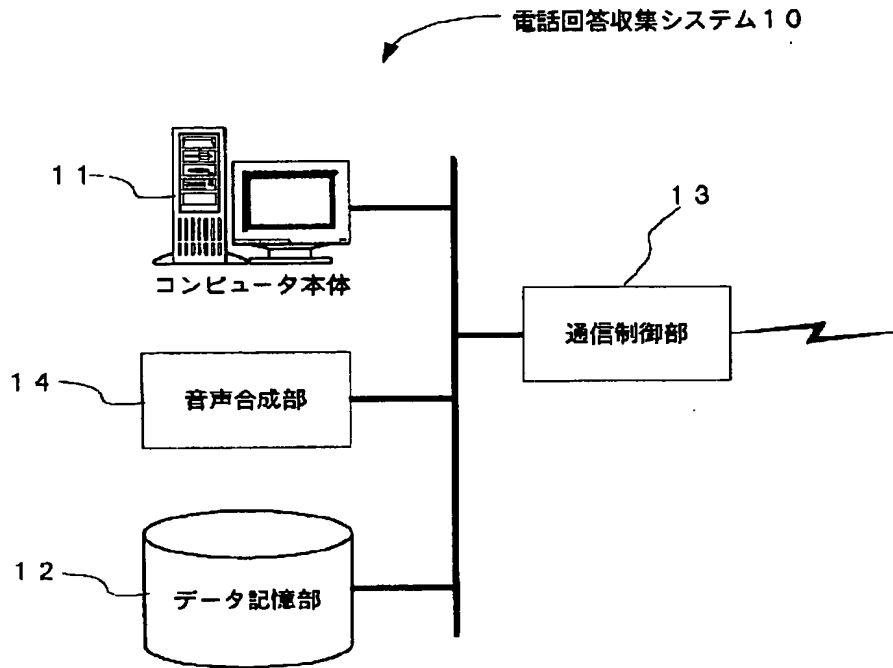 電話回答収集システム10
11
コンピュータ本体
13
通信制御部
14
音声合成部
12
データ記憶部